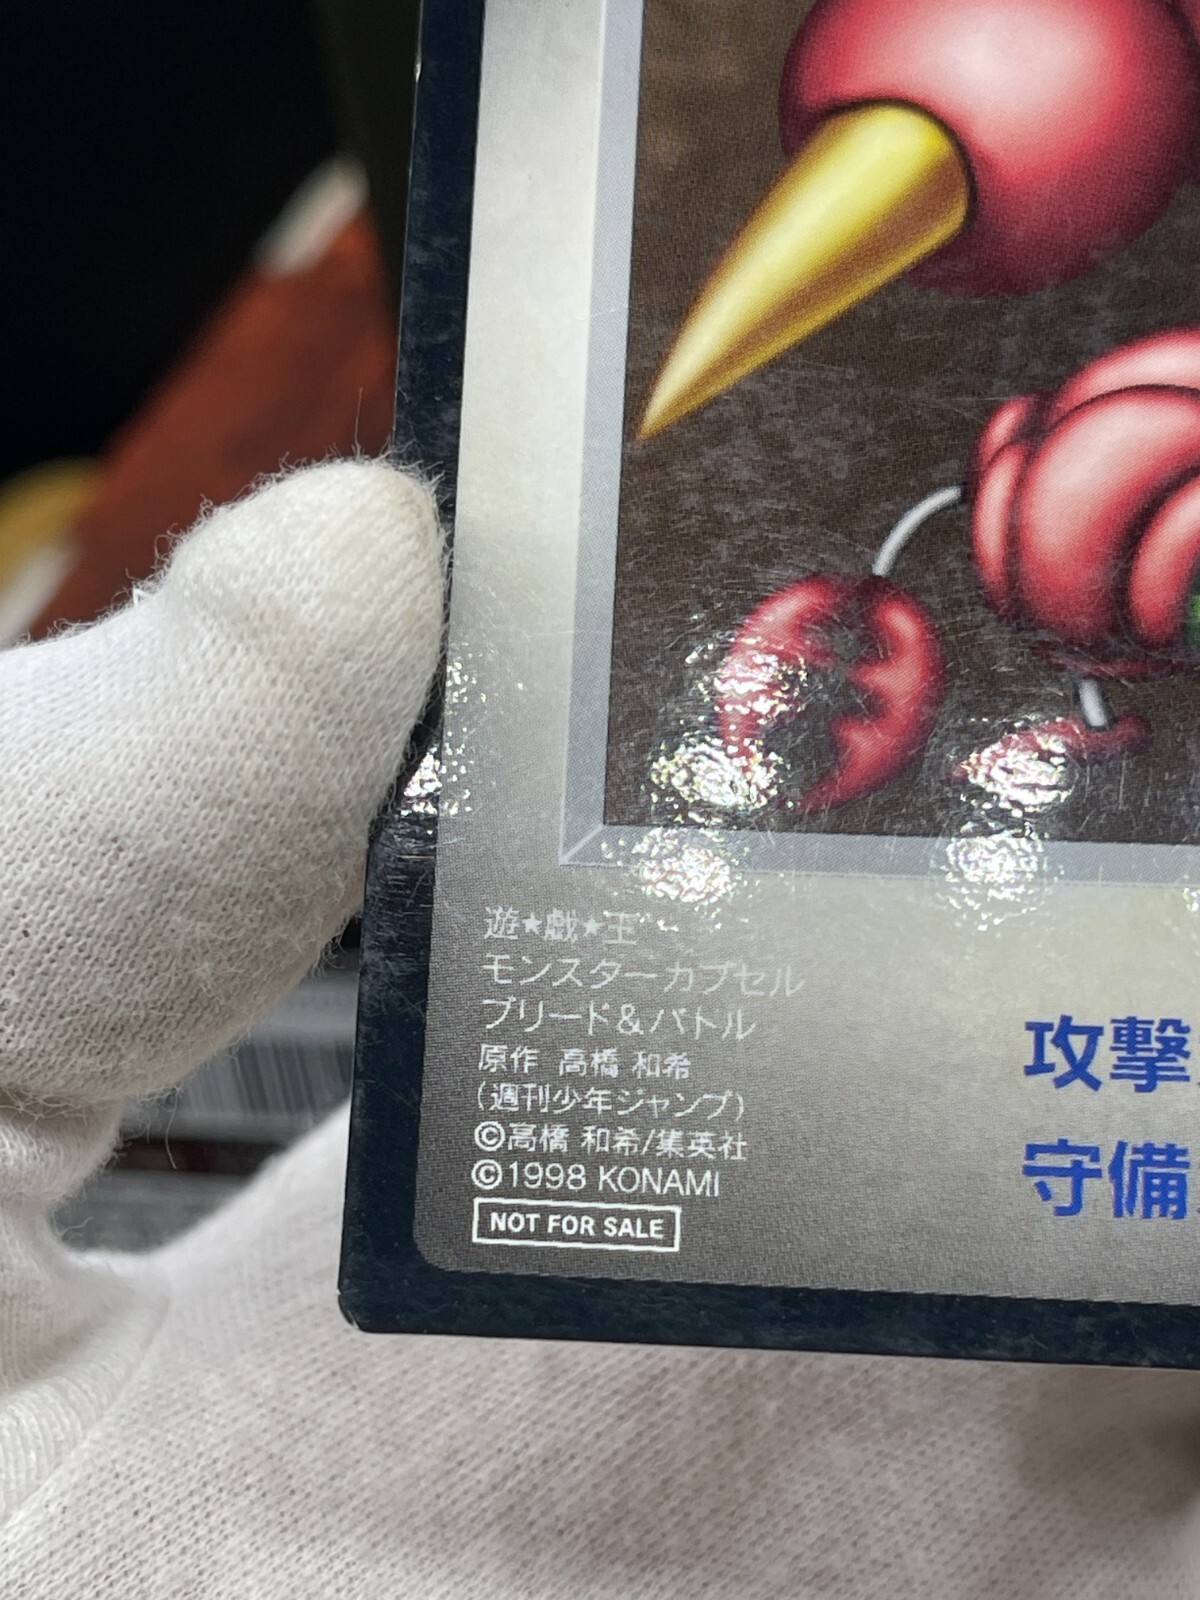 遊★戯★王
モンスターカプセル
ブリード&バトル
原作 高橋 和希
(週刊少年ジャンプ)
©高橋 和希/集英社
©1998 KONAMI
NOT FOR SALE
攻撃
守備